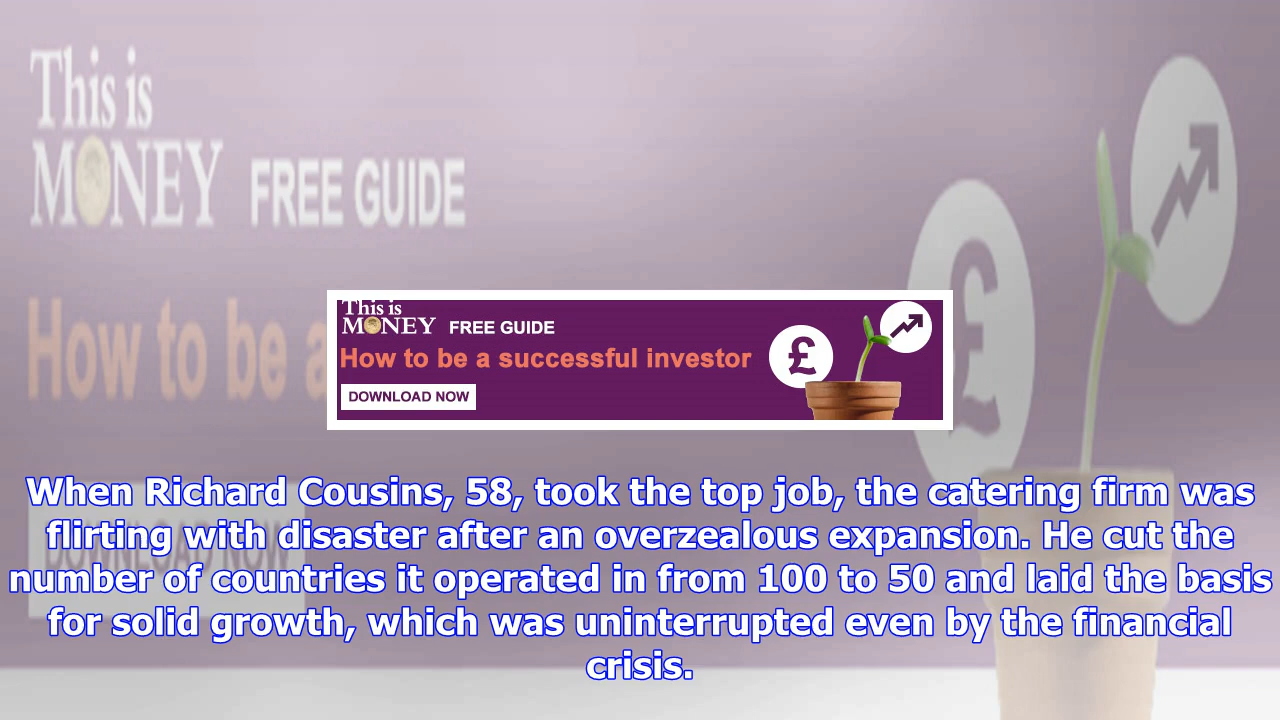 This is
MONEY FREE GUIDE
How to be a
This is
MONEY FREE GUIDE
How to be a successful investor
DOWNLOAD NOW
£
£
DOWNLOAD NOW
When Richard Cousins, 58, took the top job, the catering firm was
flirting with disaster after an overzealous expansion. He cut the
number of countries it operated in from 100 to 50 and laid the basis
for solid growth, which was uninterrupted even by the financial
crisis.